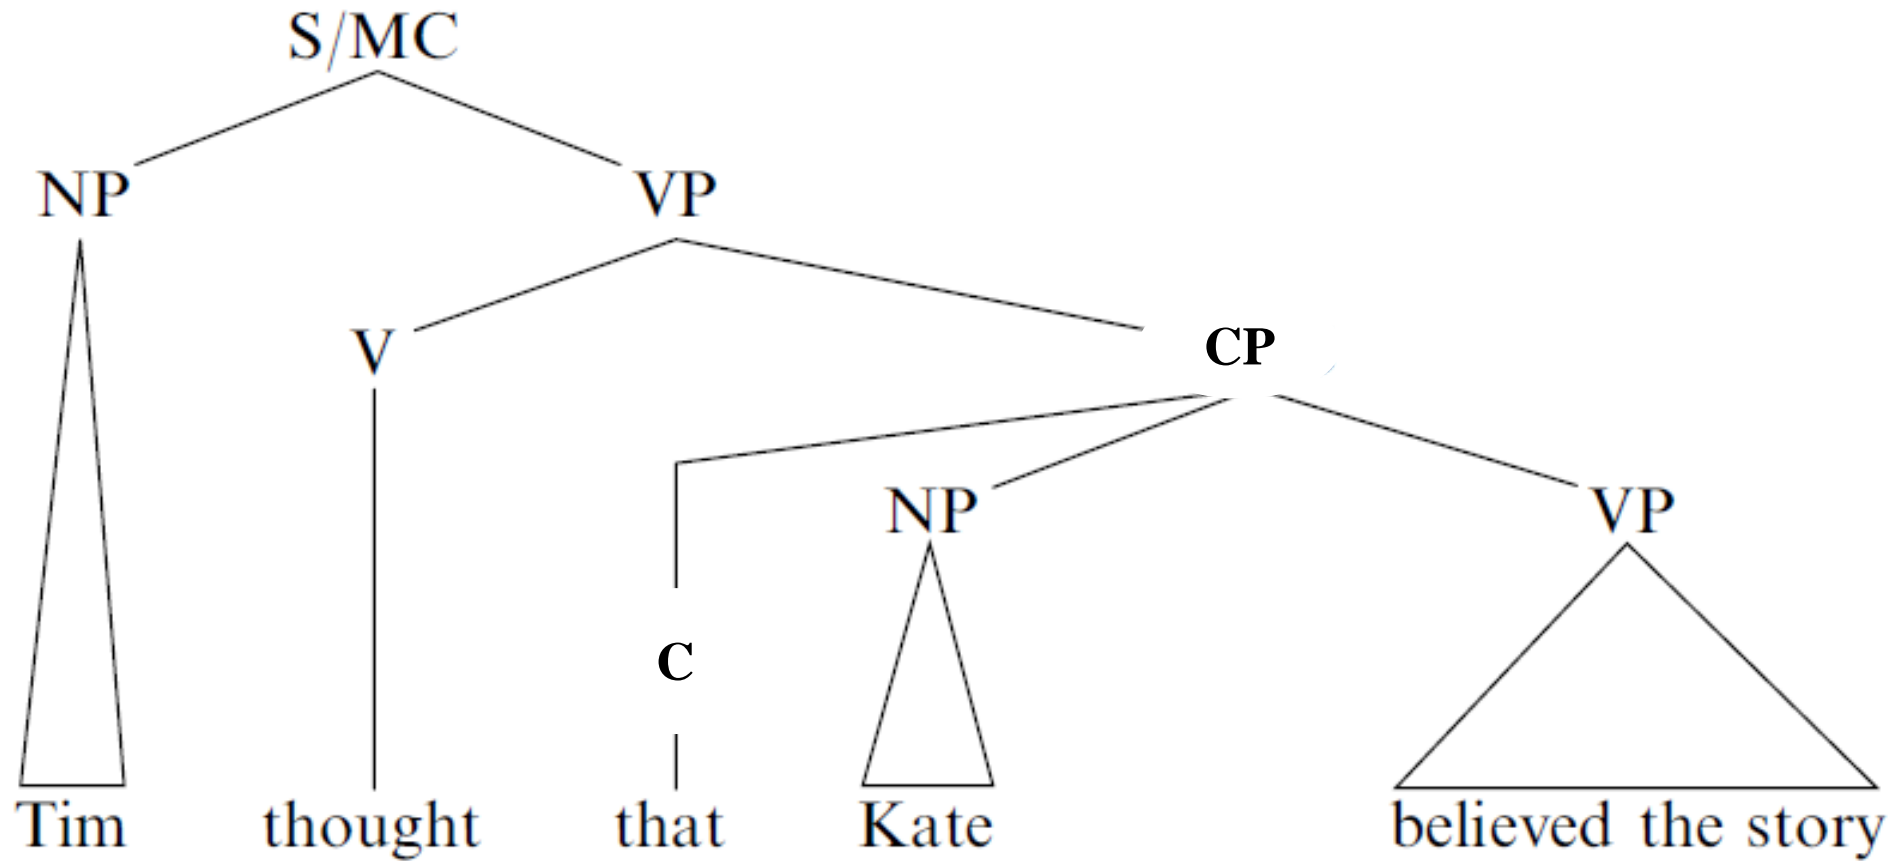 S/MC
NP VP
V CP
NP VP
C
Tim thought that Kate believed the story